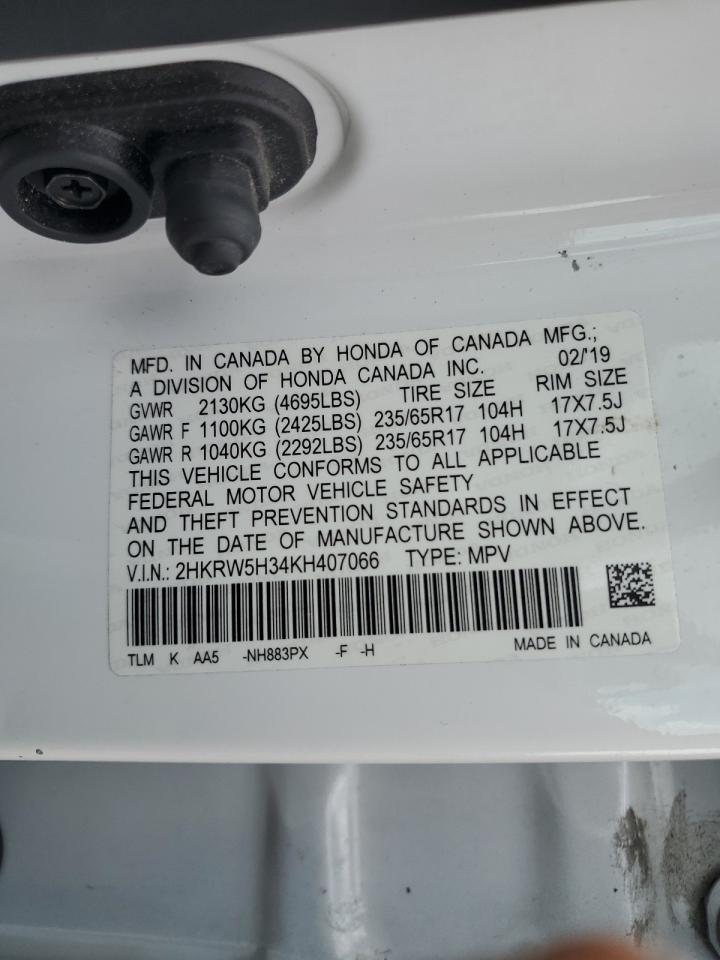 MFD. IN CANADA BY HONDA OF CANADA MFG.;
A DIVISION OF HONDA CANADA INC. 02/'19
GVWR 2130KG (4695LBS) TIRE SIZE RIM SIZE
GAWR F 1100KG (2425LBS) 235/65R17 104H 17X7.5J
GAWR R 1040KG (2292LBS) 235/65R17 104H 17X7.5J
THIS VEHICLE CONFORMS TO ALL APPLICABLE
FEDERAL MOTOR VEHICLE SAFETY
AND THEFT PREVENTION STANDARDS IN EFFECT
ON THE DATE OF MANUFACTURE SHOWN ABOVE.
V.I.N.: 2HKRW5H34KH407066 TYPE: MPV
TLM K AA5 -NH883PX -F -H MADE IN CANADA